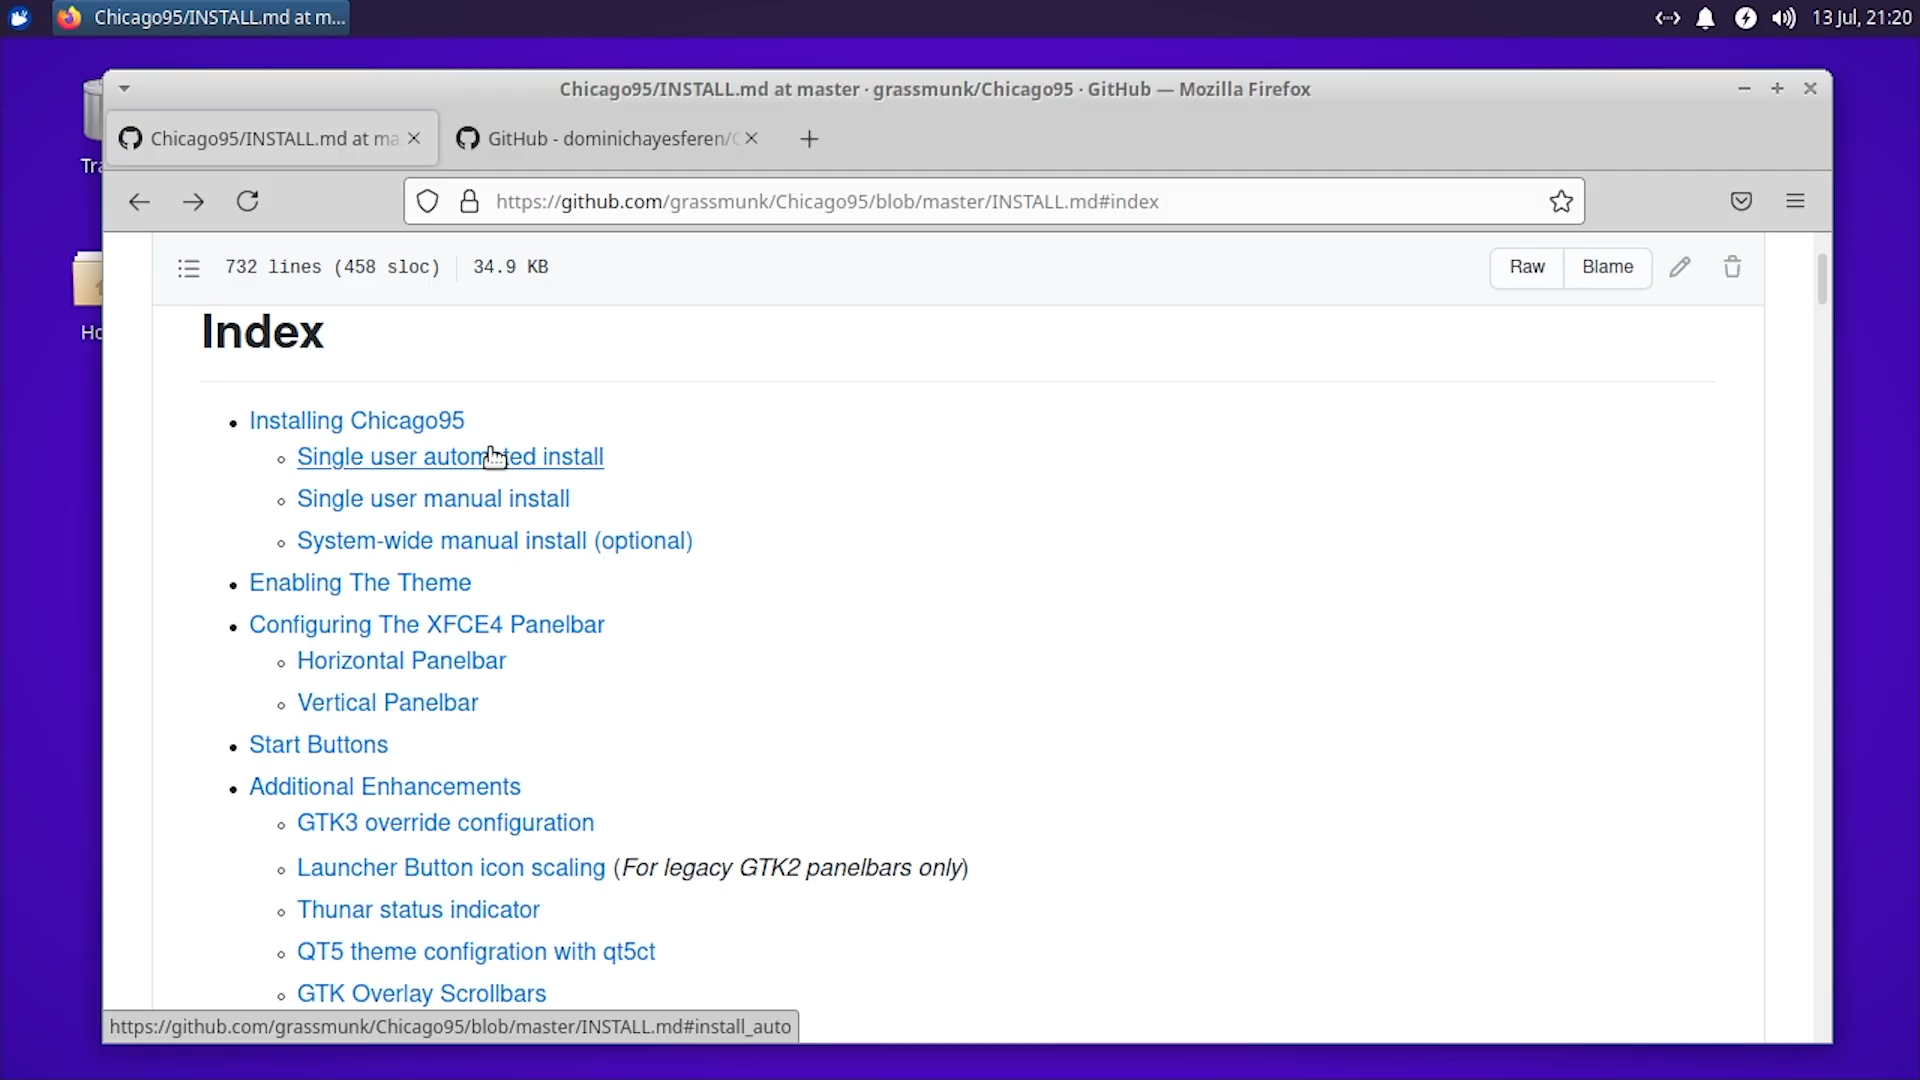 Chicago95/INSTALL.md at m...
13 Jul, 21:20
Chicago95/INSTALL.md at master · grassmunk/Chicago95 · GitHub — Mozilla Firefox
Chicago95/INSTALL.md at ma
GitHub - dominichayesferen/C
Tra
https://github.com/grassmunk/Chicago95/blob/master/INSTALL.md#index
732 lines (458 sloc)
34.9 KB
Raw
Blame
Ho
Index
Installing Chicago95
Single user automated install
Single user manual install
System-wide manual install (optional)
Enabling The Theme
Configuring The XFCE4 Panelbar
Horizontal Panelbar
Vertical Panelbar
Start Buttons
Additional Enhancements
GTK3 override configuration
Launcher Button icon scaling (For legacy GTK2 panelbars only)
Thunar status indicator
QT5 theme configration with qt5ct
GTK Overlay Scrollbars
https://github.com/grassmunk/Chicago95/blob/master/INSTALL.md#install_auto